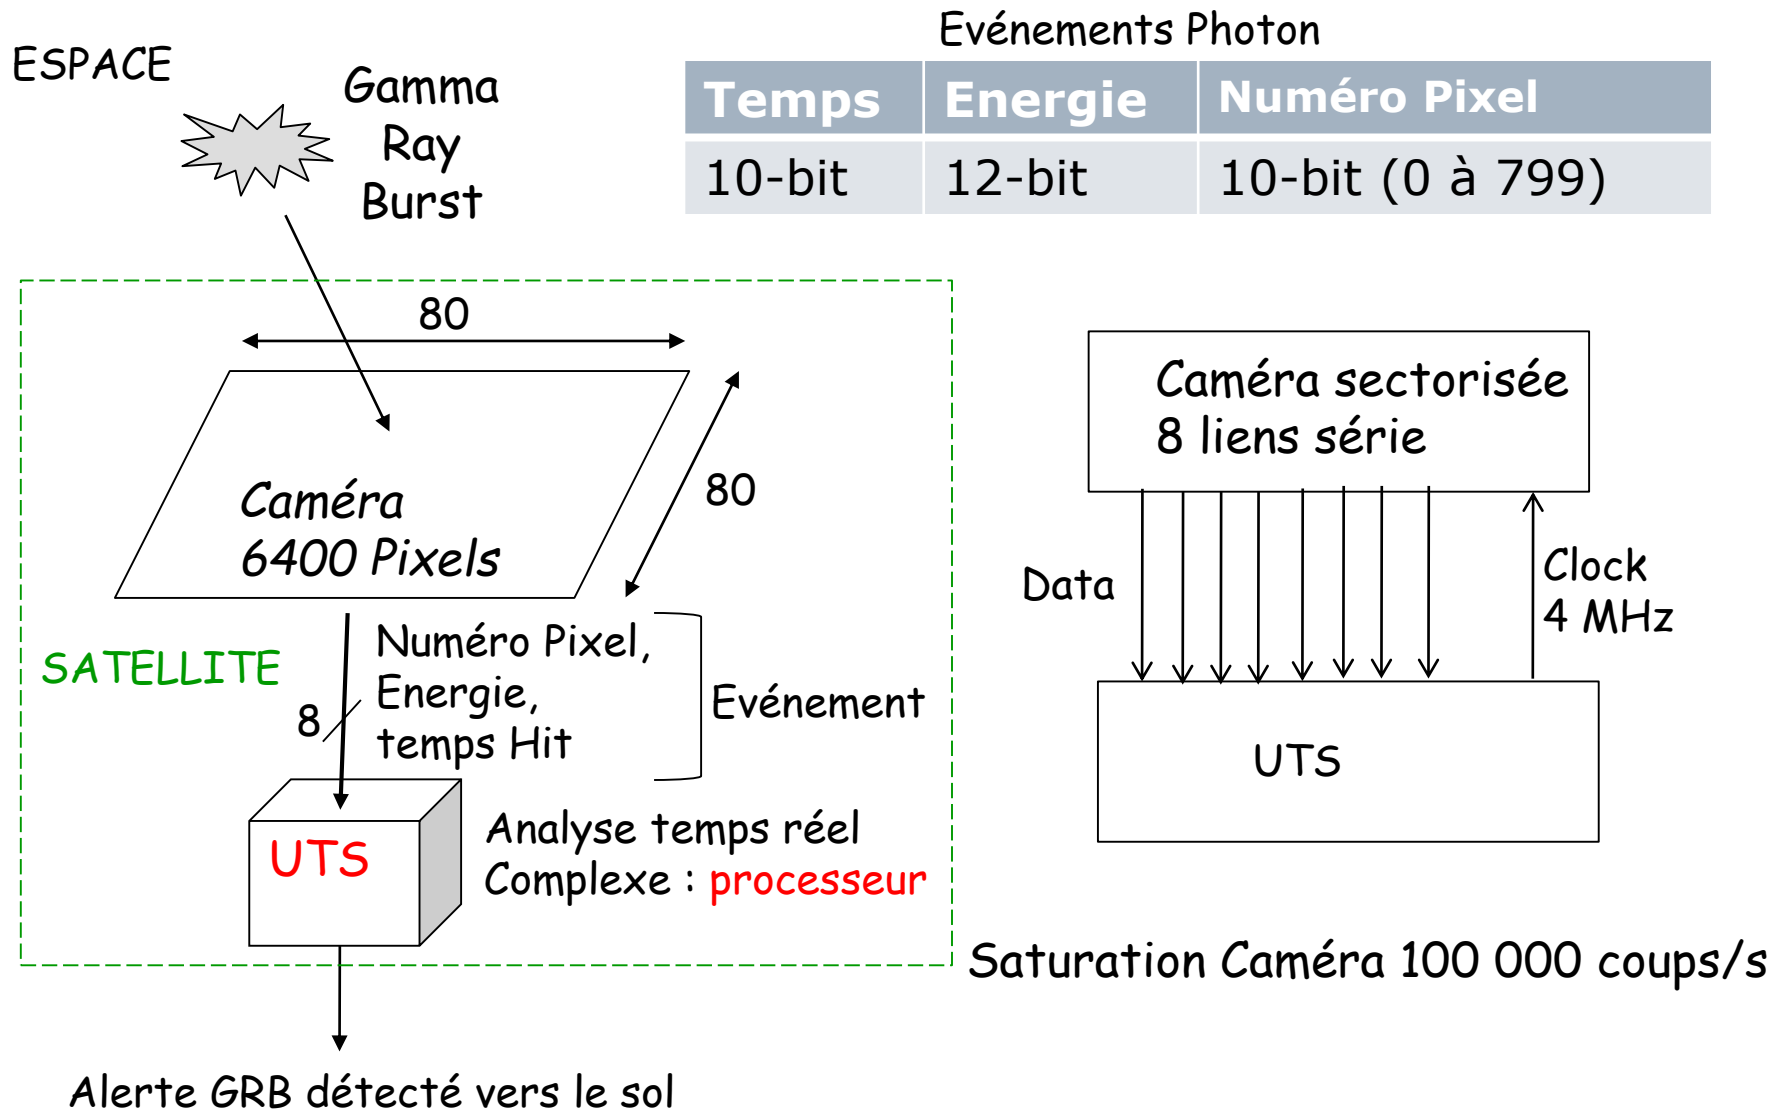 Evénements Photon
ESPACE
Gamma
Ray
Burst
Temps Energie Numéro Pixel
10-bit 12-bit 10-bit (0 à 799)
80
80
Caméra
6400 Pixels
SATELLITE
8
Numéro Pixel,
Energie,
temps Hit
Evénement
UTS
Analyse temps réel
Complexe : processeur
Alerte GRB détecté vers le sol
Caméra sectorisée
8 liens série
Data
Clock
4 MHz
UTS
Saturation Caméra 100 000 coups/s